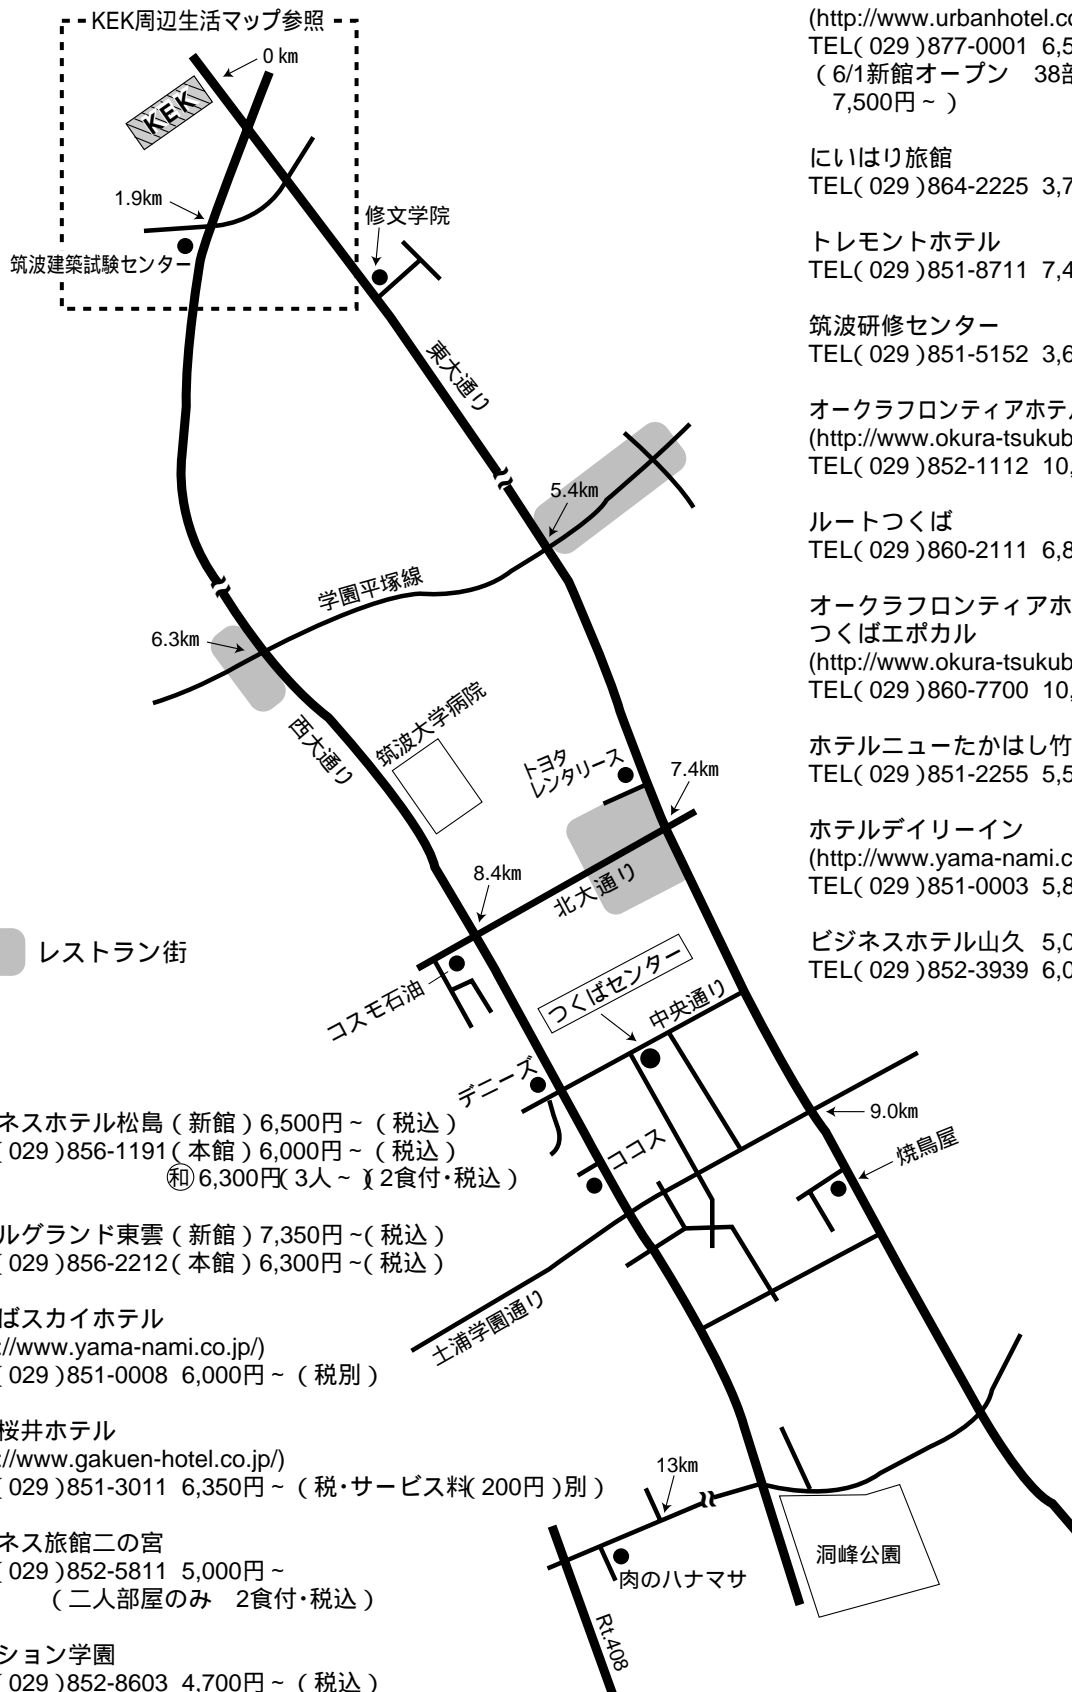 KEK周辺生活マップ参照
0㎞
KEK
1.9㎞
筑波建築試験センター
修文学院
東大通り
5.4㎞
学園平塚線
6.3㎞
西大通り
筑波大学病院
トヨタ
レンタリース
7.4㎞
8.4㎞
北大通り
レストラン街
コスモ石油
つくばセンター
中央通り
デニーズ
9.0㎞
ココス
焼鳥屋
土浦学園通り
13㎞
洞峰公園
肉のハナマサ
Rt.408
(http://www.urbanhotel.co
TEL(029)877-0001 6,5
(6/1新館オープン 38部
7,500円~)
にいはり旅館
TEL(029)864-2225 3,7
トレモントホテル
TEL(029)851-8711 7,4
筑波研修センター
TEL(029)851-5152 3,6
オークラフロンティアホテル
(http://www.okura-tsukub
TEL(029)852-1112 10,
ルートつくば
TEL(029)860-2111 6,8
オークラフロンティアホ
つくばエポカル
(http://www.okura-tsukub
TEL(029)860-7700 10,
ホテルニューたかはし竹
TEL(029)851-2255 5,5
ホテルデイリーイン
(http://www.yama-nami.c
TEL(029)851-0003 5,8
ビジネスホテル山久 5,0
TEL(029)852-3939 6,0
ネスホテル松島(新館)6,500円~(税込)
(029)856-1191(本館)6,000円~(税込)
㊒6,300円(3人~)(2食付・税込)
ルグランド東雲(新館)7,350円~(税込)
(029)856-2212(本館)6,300円~(税込)
ばスカイホテル
://www.yama-nami.co.jp/)
(029)851-0008 6,000円~(税別)
桜井ホテル
://www.gakuen-hotel.co.jp/)
(029)851-3011 6,350円~(税・サービス料(200円)別)
ネス旅館二の宮
(029)852-5811 5,000円~
(二人部屋のみ 2食付・税込)
ション学園
(029)852-8603 4,700円~(税込)